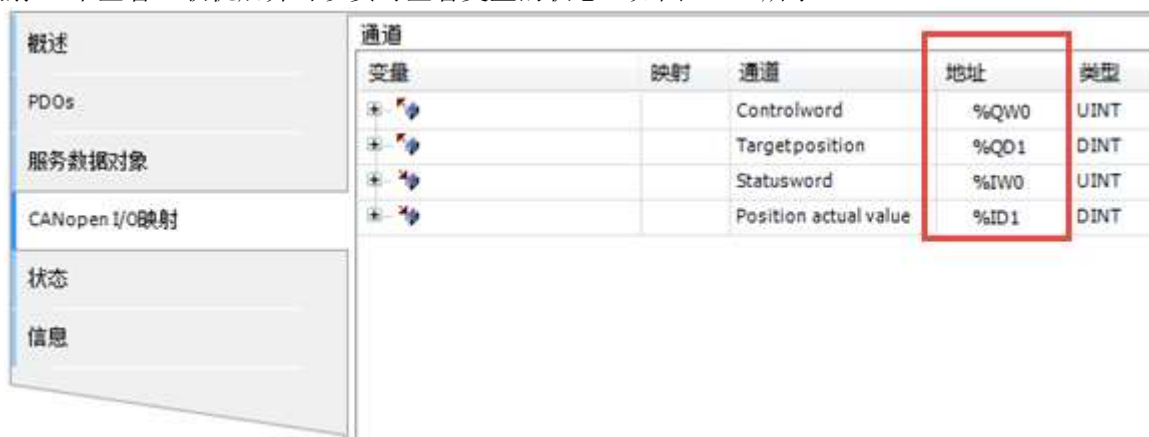 概述
PDOs
服务数据对象
CANopen I/O映射
状态
信息
通道
变量 映射 通道 地址 类型
Controlword %QW0 UINT
Targetposition %QD1 DINT
Statusword %IW0 UINT
Position actual value %ID1 DINT